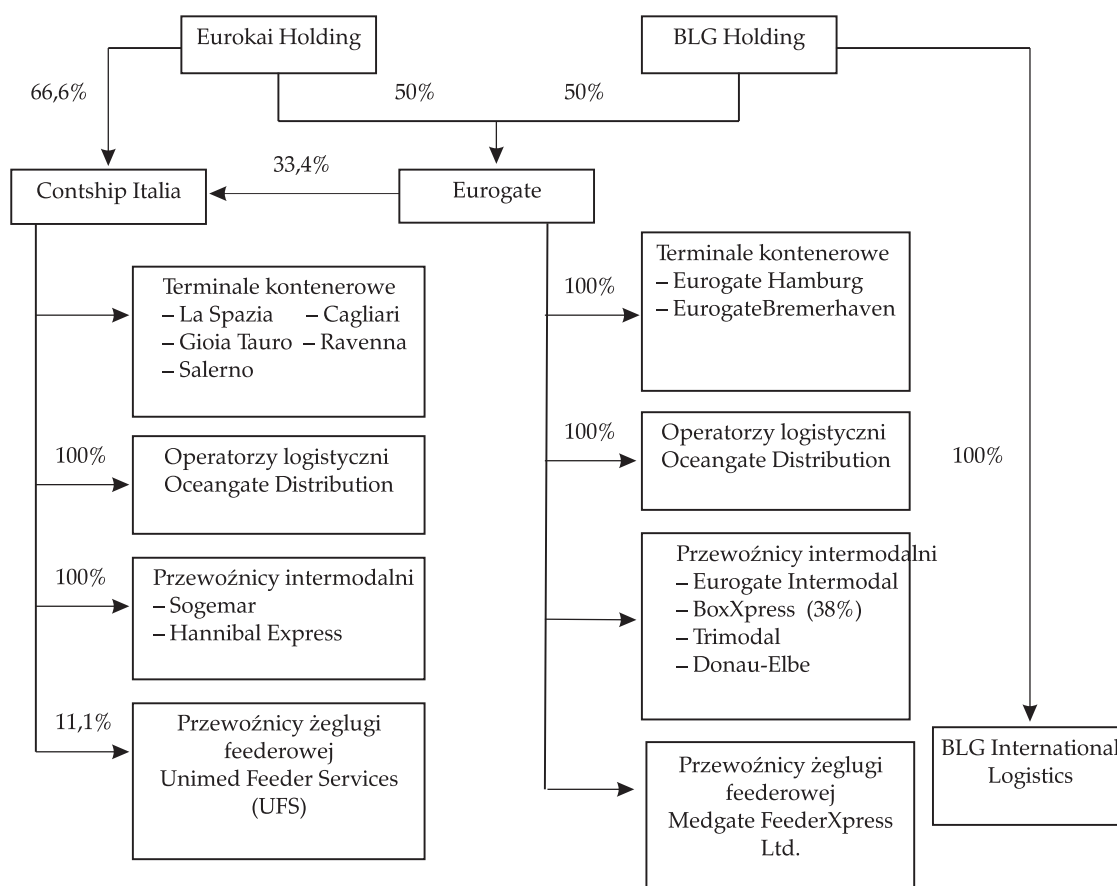 Eurokai Holding
BLG Holding
66,6%
50%
50%
33,4%
Contship Italia
Eurogate
Terminale kontenerowe
– La Spazia – Cagliari
– Gioia Tauro – Ravenna
– Salerno
100%
Terminale kontenerowe
– Eurogate Hamburg
– EurogateBremerhaven
100%
Operatorzy logistyczni
Oceangate Distribution
100%
Operatorzy logistyczni
Oceangate Distribution
100%
100%
Przewoźnicy intermodalni
– Sogemar
– Hannibal Express
Przewoźnicy intermodalni
– Eurogate Intermodal
– BoxXpress (38%)
– Trimodal
– Donau-Elbe
11,1%
Przewoźnicy żeglugi
feederowej
Unimed Feeder Services
(UFS)
Przewoźnicy żeglugi
feederowej
Medgate FeederXpress
Ltd.
BLG International
Logistics